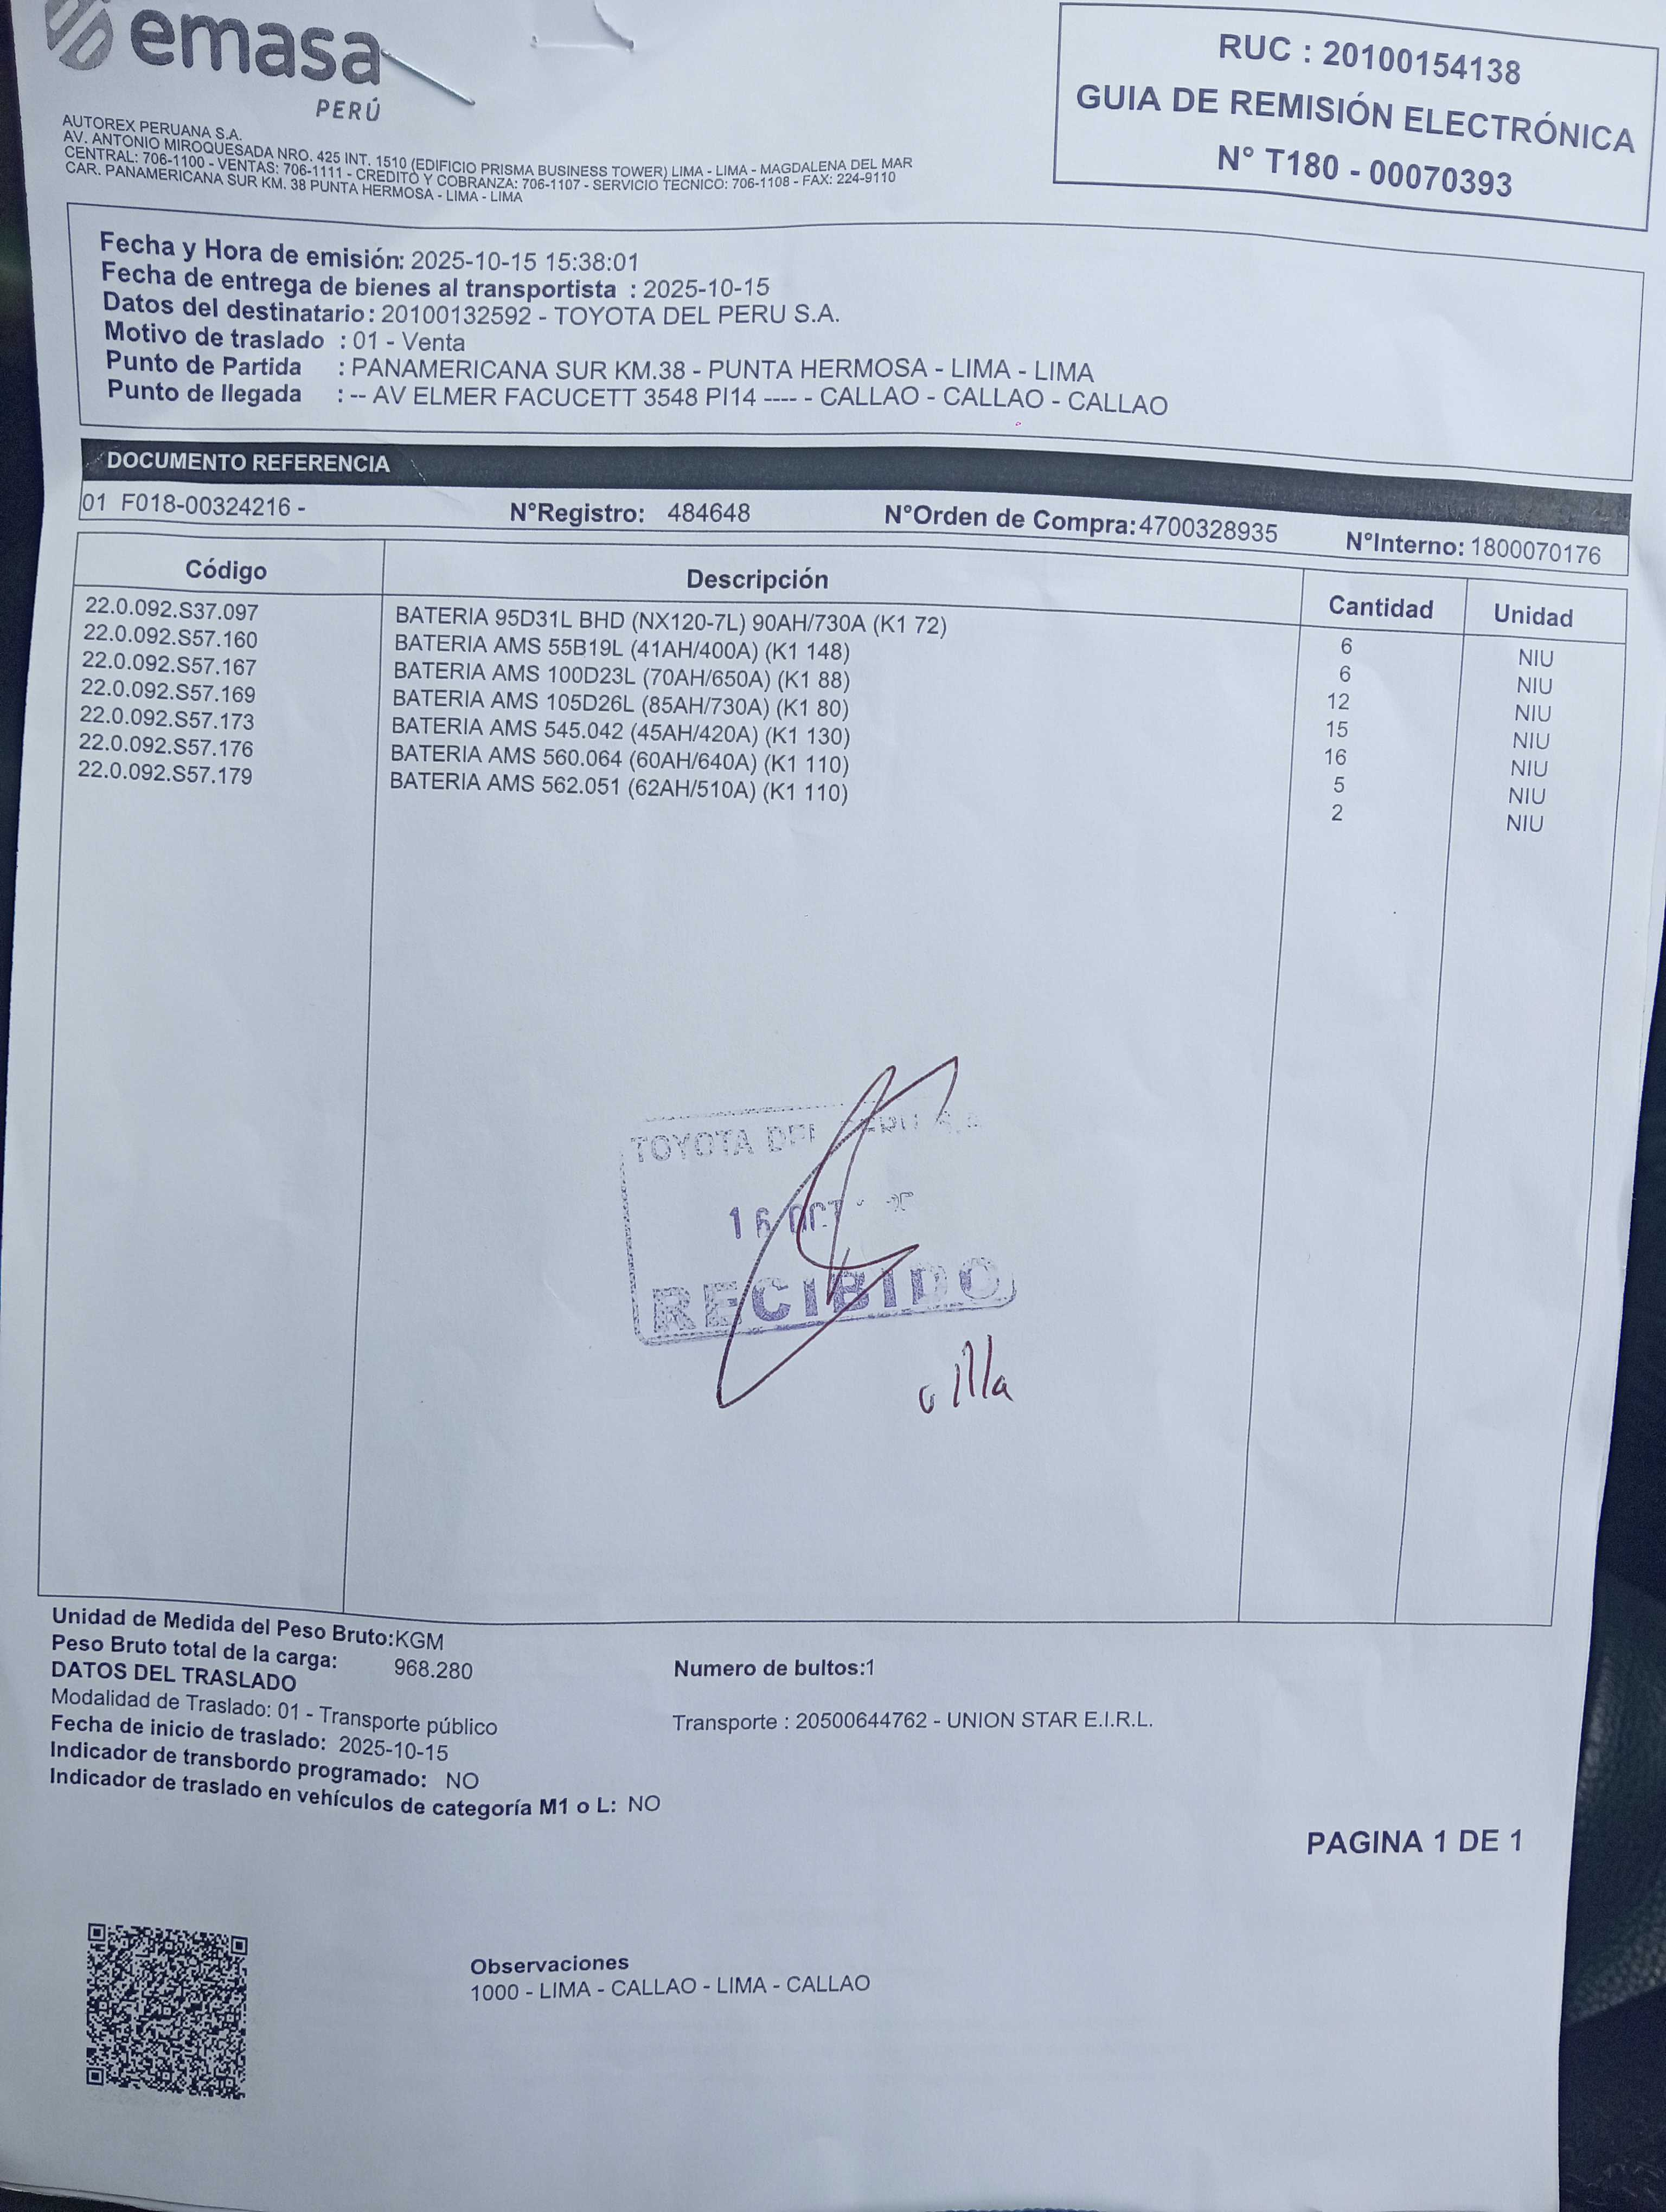 emasa
PERÚ
AUTOREX PERUANA S.A.
AV. ANTONIO MIROQUESADA NRO. 425 INT. 1510 (EDIFICIO PRISMA BUSINESS TOWER) LIMA - LIMA - MAGDALENA DEL MAR
CENTRAL: 706-1100 - VENTAS: 706-1111 - CREDITO Y COBRANZA: 706-1107 - SERVICIO TECNICO: 706-1108 - FAX: 224-9110
CAR. PANAMERICANA SUR KM. 38 PUNTA HERMOSA - LIMA - LIMA
RUC : 20100154138
GUIA DE REMISIÓN ELECTRÓNICA
N° T180 - 00070393
Fecha y Hora de emisión: 2025-10-15 15:38:01
Fecha de entrega de bienes al transportista : 2025-10-15
Datos del destinatario: 20100132592 - TOYOTA DEL PERU S.A.
Motivo de traslado : 01 - Venta
Punto de Partida : PANAMERICANA SUR KM.38 - PUNTA HERMOSA - LIMA - LIMA
Punto de llegada : -- AV ELMER FACUCETT 3548 PI14 ---- - CALLAO - CALLAO - CALLAO
DOCUMENTO REFERENCIA
01 F018-00324216 - N°Registro: 484648 N°Orden de Compra: 4700328935 N°Interno: 1800070176
Código Descripción Cantidad Unidad
22.0.092.S37.097 BATERIA 95D31L BHD (NX120-7L) 90AH/730A (K1 72) 6 NIU
22.0.092.S57.160 BATERIA AMS 55B19L (41AH/400A) (K1 148) 6 NIU
22.0.092.S57.167 BATERIA AMS 100D23L (70AH/650A) (K1 88) 12 NIU
22.0.092.S57.169 BATERIA AMS 105D26L (85AH/730A) (K1 80) 15 NIU
22.0.092.S57.173 BATERIA AMS 545.042 (45AH/420A) (K1 130) 16 NIU
22.0.092.S57.176 BATERIA AMS 560.064 (60AH/640A) (K1 110) 5 NIU
22.0.092.S57.179 BATERIA AMS 562.051 (62AH/510A) (K1 110) 2 NIU
TOYOTA DEL PERU S.A.
16 OCT
RECIBIDO
villa
Unidad de Medida del Peso Bruto:KGM
Peso Bruto total de la carga: 968.280 Numero de bultos:1
DATOS DEL TRASLADO
Modalidad de Traslado: 01 - Transporte público Transporte : 20500644762 - UNION STAR E.I.R.L.
Fecha de inicio de traslado: 2025-10-15
Indicador de transbordo programado: NO
Indicador de traslado en vehículos de categoría M1 o L: NO
PAGINA 1 DE 1
Observaciones
1000 - LIMA - CALLAO - LIMA - CALLAO